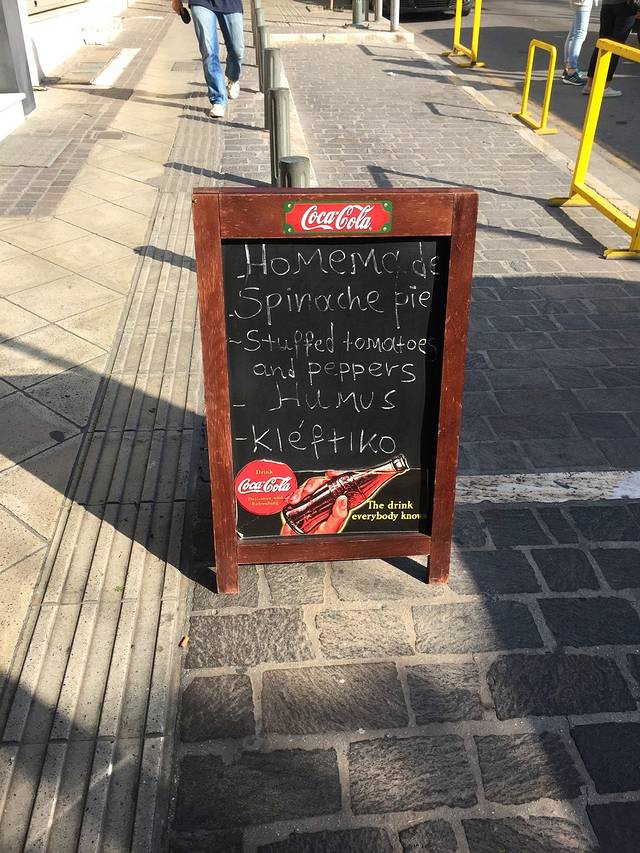 Coca-Cola
- Homemade
Spinache pie
- Stuffed tomatoes
and peppers
- Humus
- Kléftiko
Drink
Coca-Cola
Delicious and
Refreshing
The drink
everybody knows